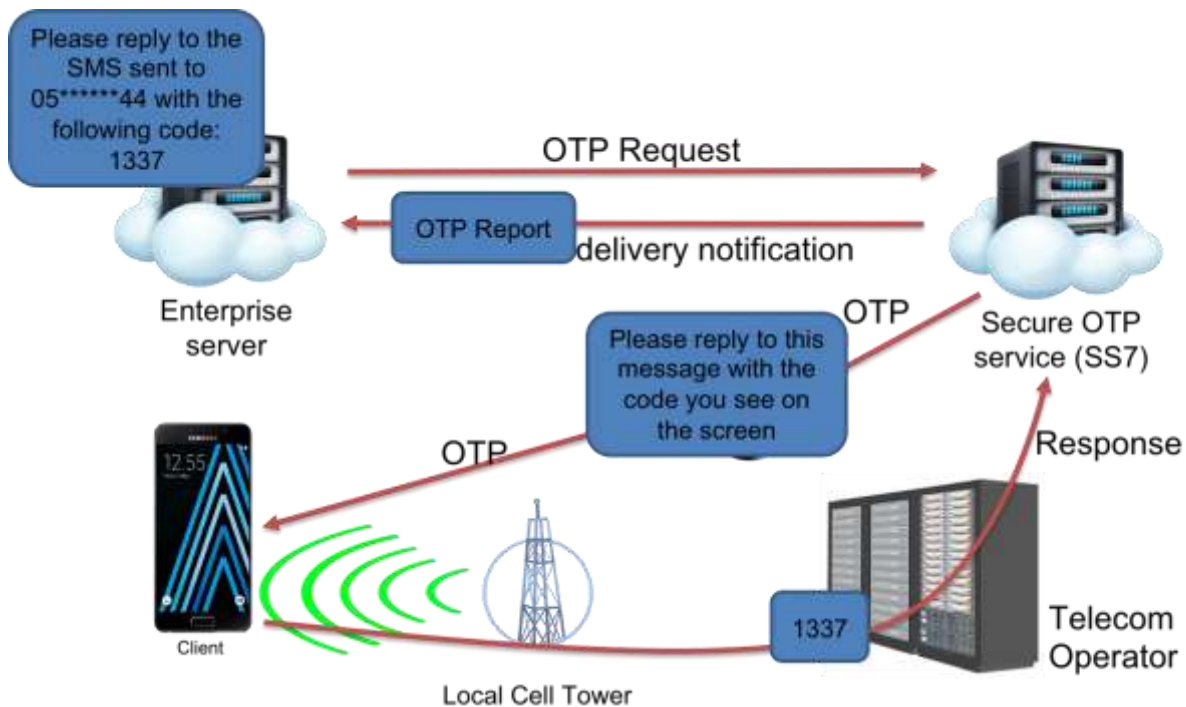 Please reply to the
SMS sent to
05******44 with the
following code:
1337
OTP Request
OTP Report
delivery notification
Enterprise
server
OTP
Secure OTP
service (SS7)
Please reply to this
message with the
code you see on
the screen
OTP
Response
SAMSUNG
12.55
Client
1337
Telecom
Operator
Local Cell Tower